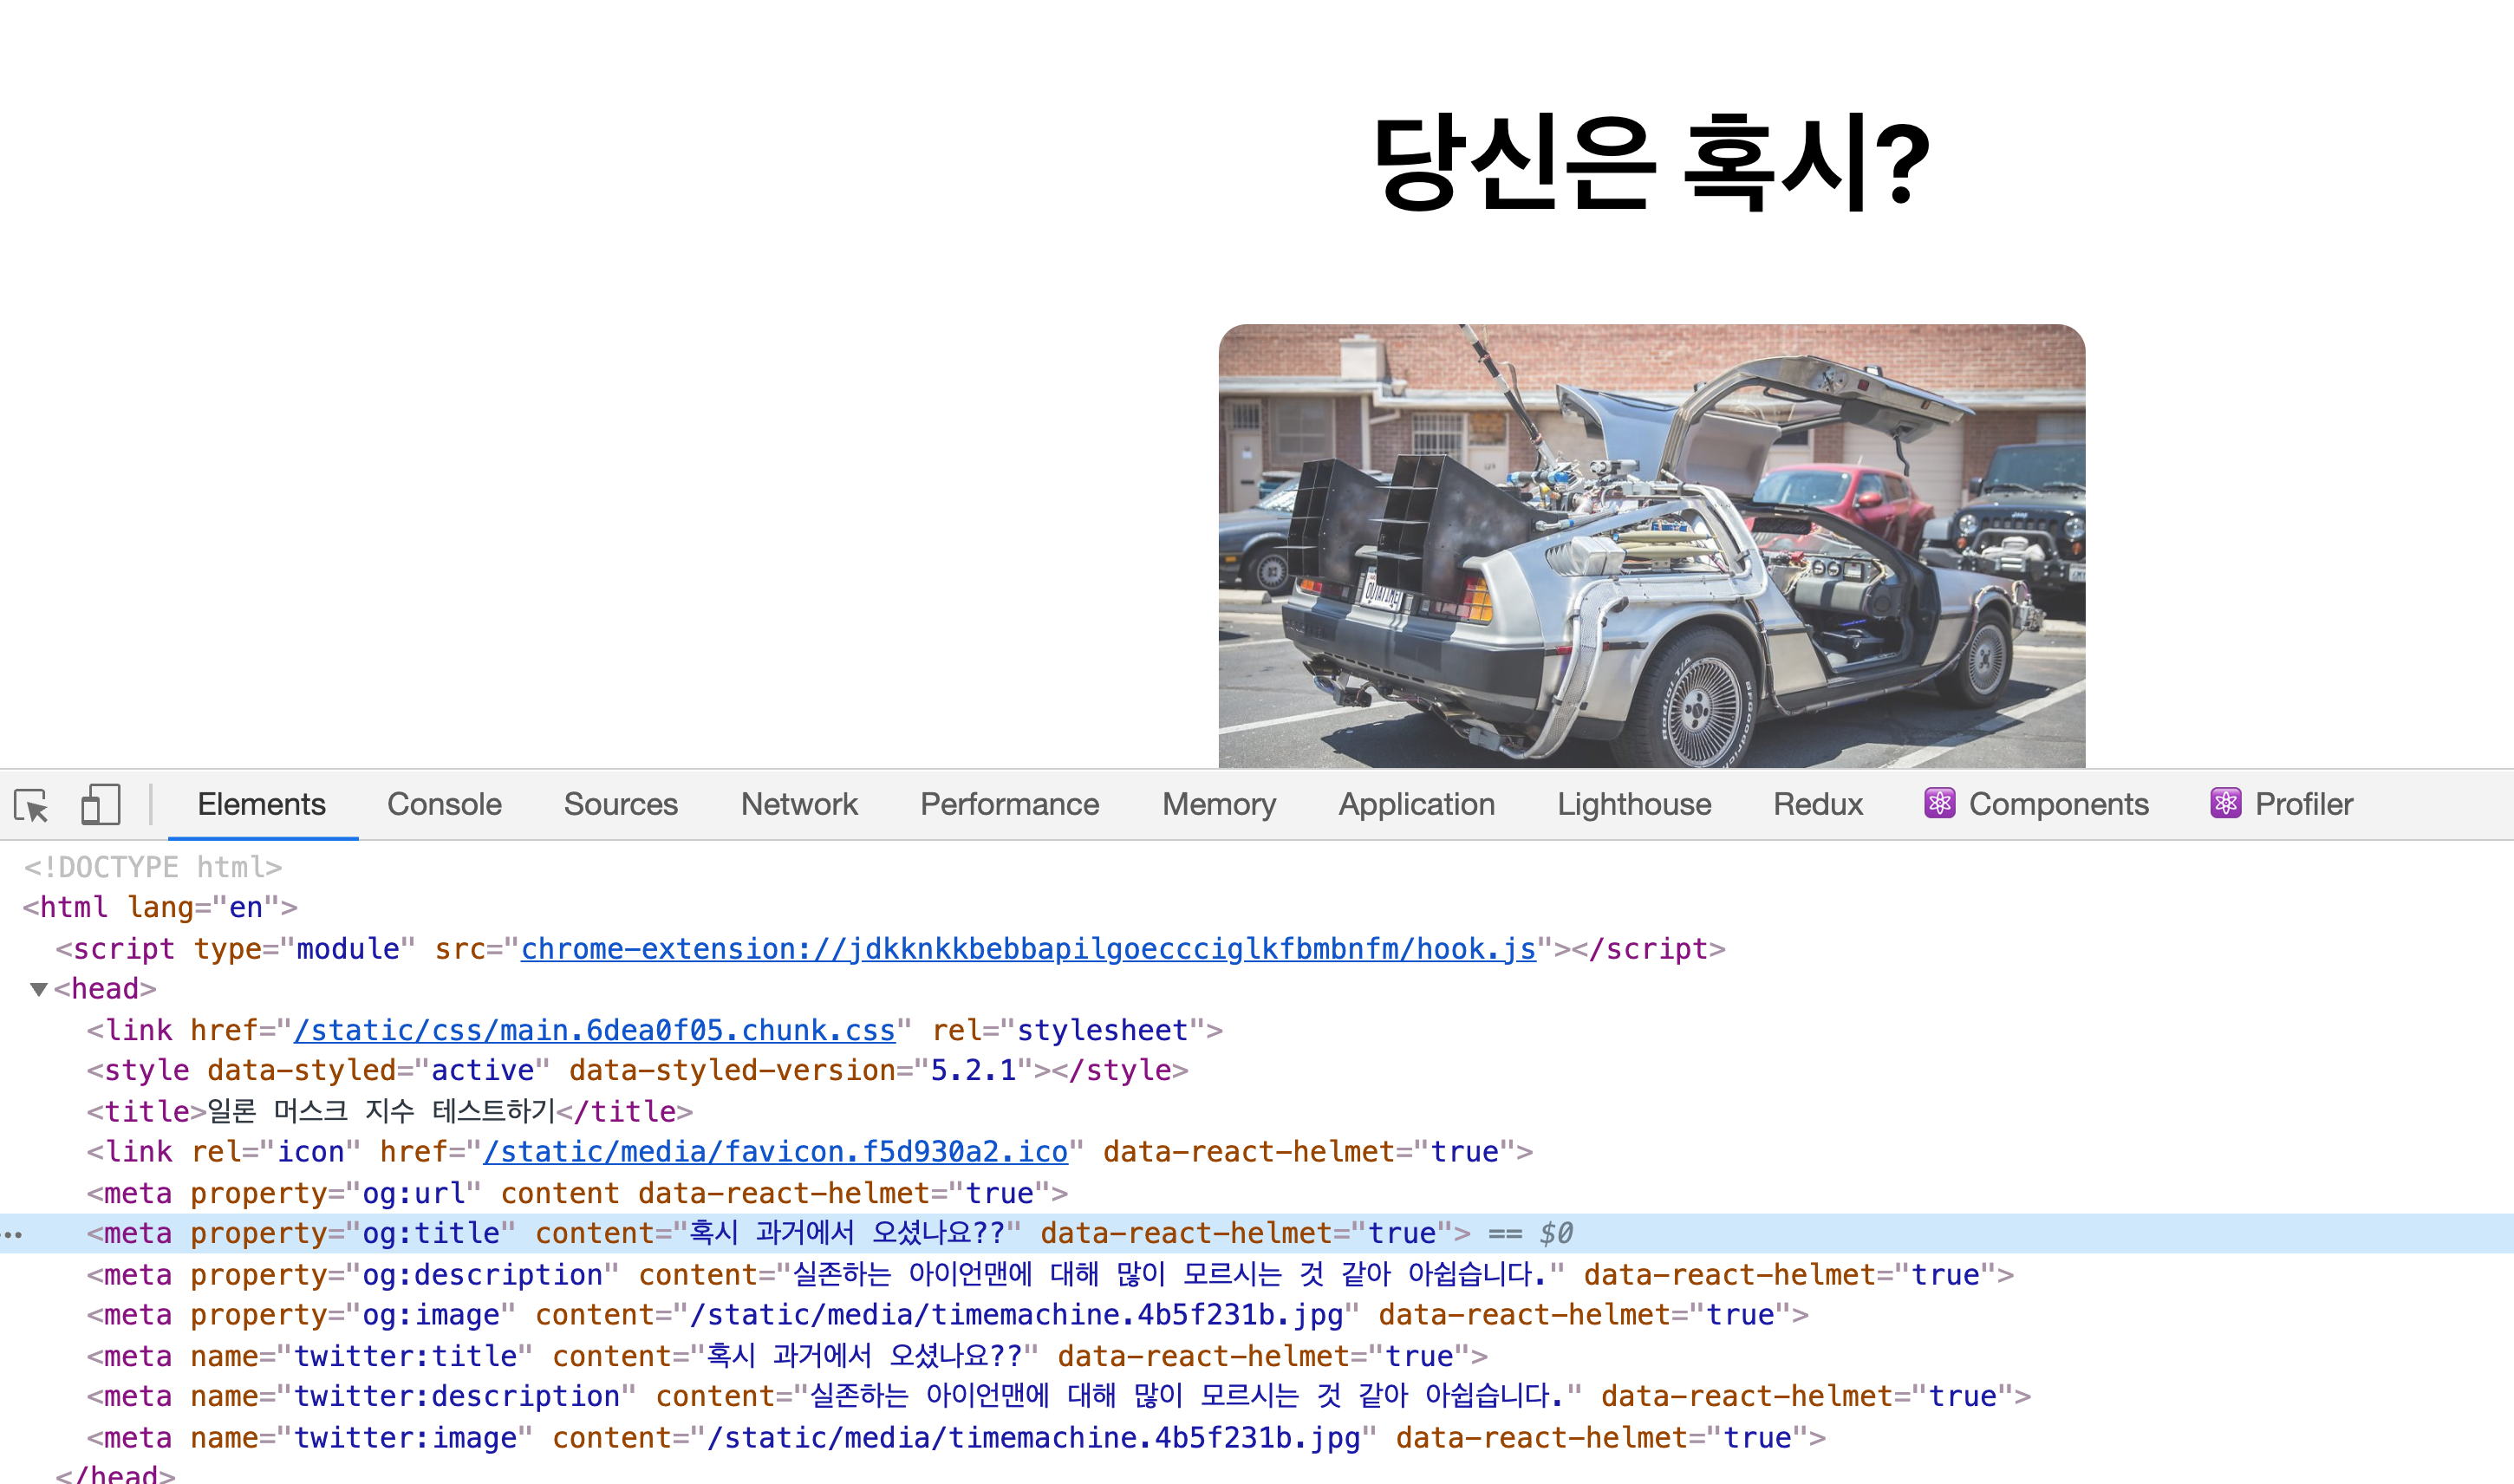 당신은 혹시?
OUTATIME
Elements Console Sources Network Performance Memory Application Lighthouse Redux Components Profiler
<!DOCTYPE html>
<html lang="en">
<script type="module" src="chrome-extension://jdkknkkbebbapilgoeccciglkfbmbnfm/hook.js"></script>
<head>
<link href="/static/css/main.6dea0f05.chunk.css" rel="stylesheet">
<style data-styled="active" data-styled-version="5.2.1"></style>
<title>일론 머스크 지수 테스트하기</title>
<link rel="icon" href="/static/media/favicon.f5d930a2.ico" data-react-helmet="true">
<meta property="og:url" content data-react-helmet="true">
<meta property="og:title" content="혹시 과거에서 오셨나요??" data-react-helmet="true"> == $0
<meta property="og:description" content="실존하는 아이언맨에 대해 많이 모르시는 것 같아 아쉽습니다." data-react-helmet="true">
<meta property="og:image" content="/static/media/timemachine.4b5f231b.jpg" data-react-helmet="true">
<meta name="twitter:title" content="혹시 과거에서 오셨나요??" data-react-helmet="true">
<meta name="twitter:description" content="실존하는 아이언맨에 대해 많이 모르시는 것 같아 아쉽습니다." data-react-helmet="true">
<meta name="twitter:image" content="/static/media/timemachine.4b5f231b.jpg" data-react-helmet="true">
</head>